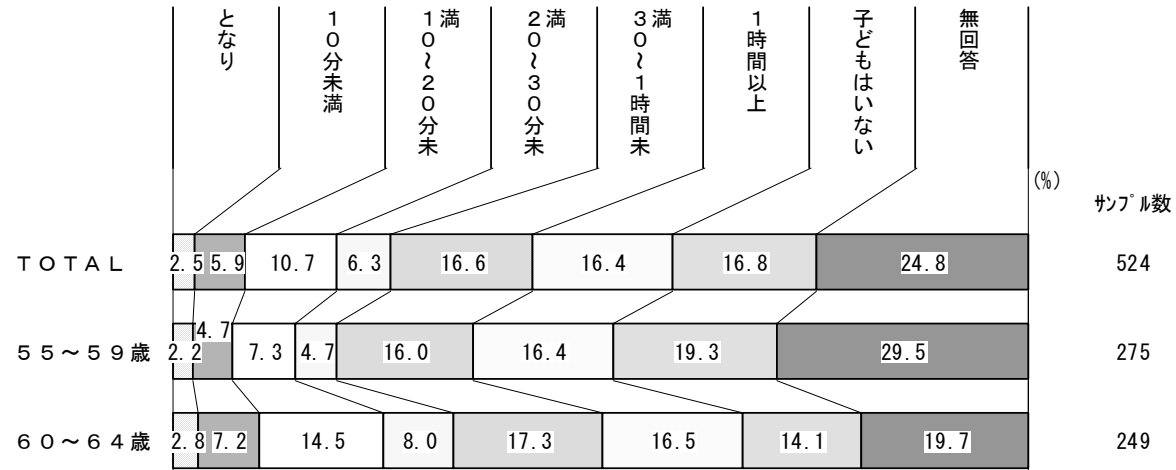 となり
１０分未満
１０～２０分未
満
２０～３０分未
満
３０～１時間未
満
１時間以上
子どもはいない
無回答
(%)
ｻﾝﾌﾟﾙ数
ＴＯＴＡＬ 2.5 5.9 10.7 6.3 16.6 16.4 16.8 24.8 524
５５～５９歳 2.2 4.7 7.3 4.7 16.0 16.4 19.3 29.5 275
６０～６４歳 2.8 7.2 14.5 8.0 17.3 16.5 14.1 19.7 249